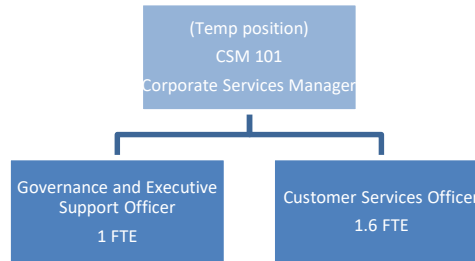 (Temp position)
CSM 101
Corporate Services Manager
Governance and Executive
Support Officer
1 FTE
Customer Services Officer
1.6 FTE